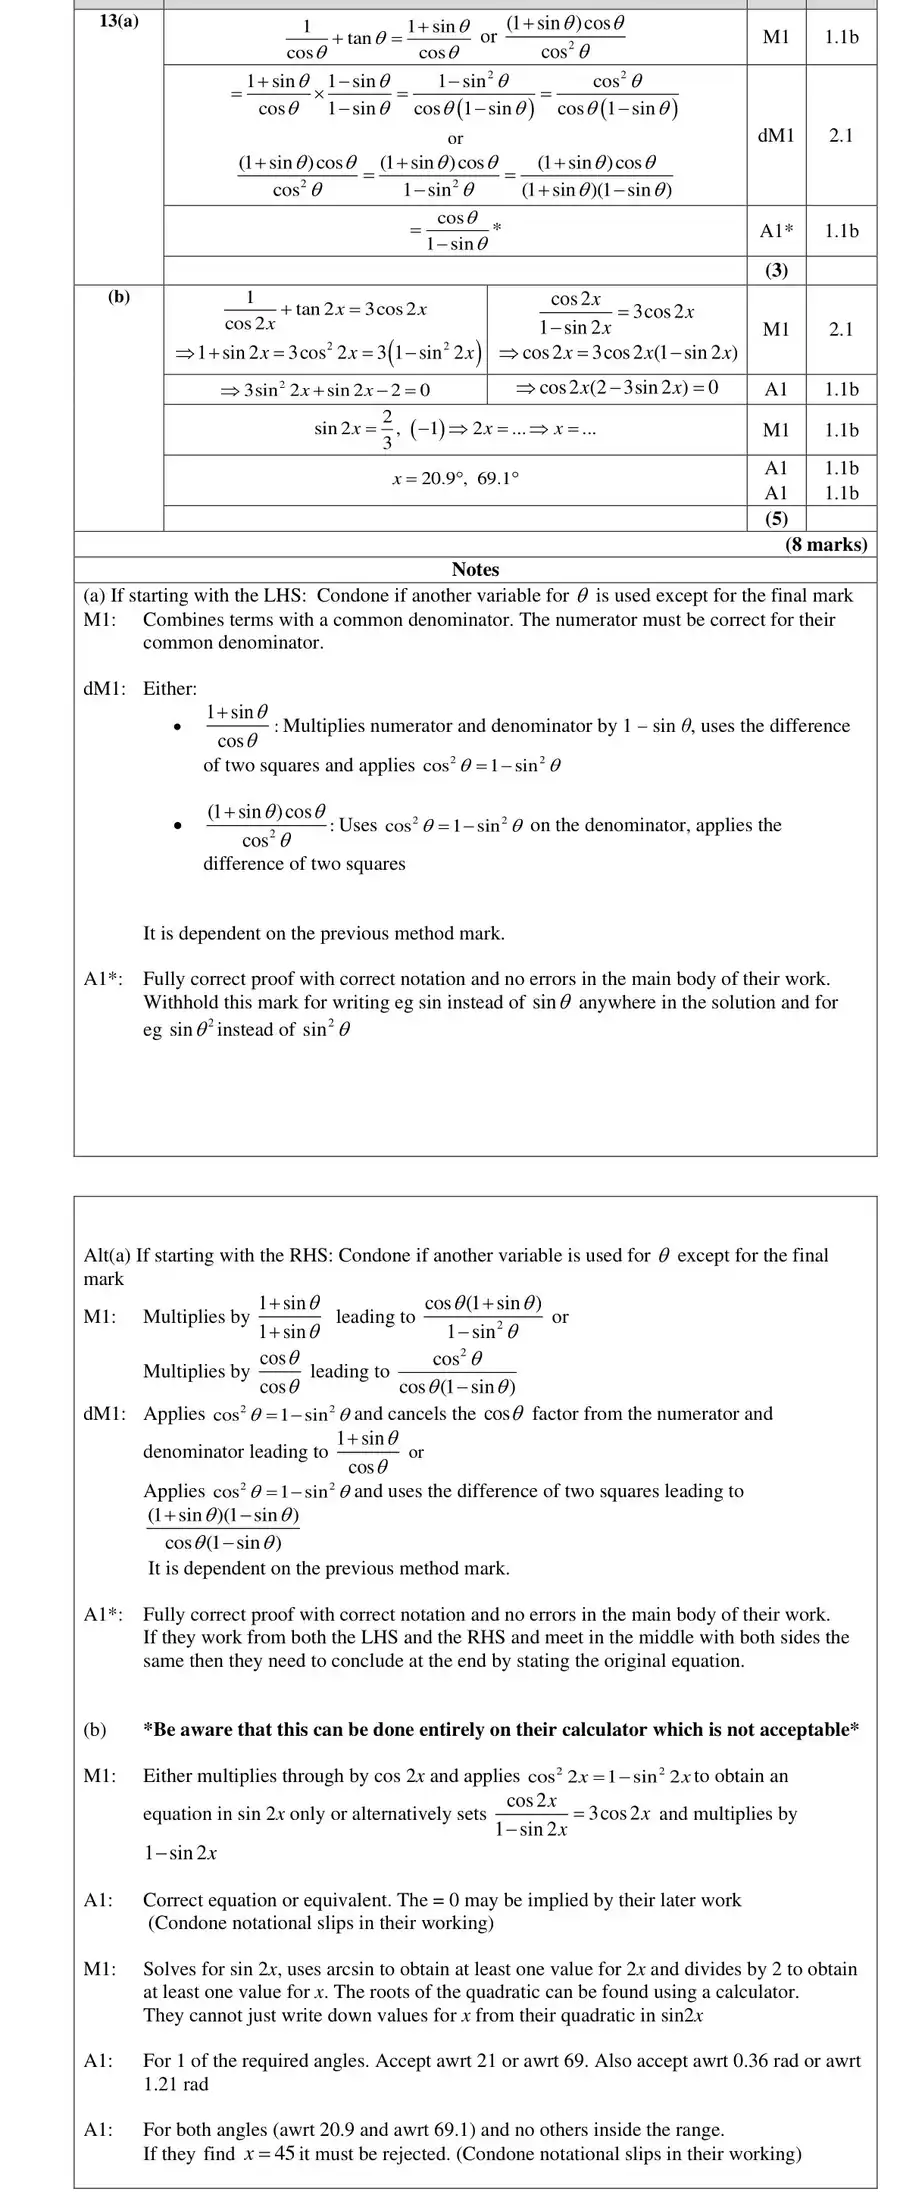 13(a)
1/cos θ + tan θ = (1 + sin θ)/cos θ or ((1 + sin θ)cos θ)/cos² θ
M1 1.1b
= (1 + sin θ)/cos θ × (1 − sin θ)/(1 − sin θ) = (1 − sin² θ)/(cos θ(1 − sin θ)) = cos² θ/(cos θ(1 − sin θ))
or
((1 + sin θ)cos θ)/cos² θ = ((1 + sin θ)cos θ)/(1 − sin² θ) = ((1 + sin θ)cos θ)/((1 + sin θ)(1 − sin θ))
dM1 2.1
= cos θ/(1 − sin θ) *
A1* 1.1b
(3)
(b)
1/cos 2x + tan 2x = 3cos 2x
⇒ 1 + sin 2x = 3cos² 2x = 3(1 − sin² 2x)
cos 2x/(1 − sin 2x) = 3cos 2x
⇒ cos 2x = 3cos 2x(1 − sin 2x)
M1 2.1
⇒ 3sin² 2x + sin 2x − 2 = 0
⇒ cos 2x(2 − 3sin 2x) = 0
A1 1.1b
sin 2x = 2/3, (−1) ⇒ 2x = ... ⇒ x = ...
M1 1.1b
x = 20.9°, 69.1°
A1 1.1b
A1 1.1b
(5)
(8 marks)
Notes
(a) If starting with the LHS: Condone if another variable for θ is used except for the final mark
M1: Combines terms with a common denominator. The numerator must be correct for their
common denominator.
dM1: Either:
• (1 + sin θ)/cos θ : Multiplies numerator and denominator by 1 – sin θ, uses the difference
of two squares and applies cos² θ = 1 − sin² θ
• ((1 + sin θ)cos θ)/cos² θ : Uses cos² θ = 1 − sin² θ on the denominator, applies the
difference of two squares
It is dependent on the previous method mark.
A1*: Fully correct proof with correct notation and no errors in the main body of their work.
Withhold this mark for writing eg sin instead of sin θ anywhere in the solution and for
eg sin θ² instead of sin² θ
Alt(a) If starting with the RHS: Condone if another variable is used for θ except for the final
mark
M1: Multiplies by (1 + sin θ)/(1 + sin θ) leading to (cos θ(1 + sin θ))/(1 − sin² θ) or
Multiplies by cos θ/cos θ leading to cos² θ/(cos θ(1 − sin θ))
dM1: Applies cos² θ = 1 − sin² θ and cancels the cos θ factor from the numerator and
denominator leading to (1 + sin θ)/cos θ or
Applies cos² θ = 1 − sin² θ and uses the difference of two squares leading to
((1 + sin θ)(1 − sin θ))/(cos θ(1 − sin θ))
It is dependent on the previous method mark.
A1*: Fully correct proof with correct notation and no errors in the main body of their work.
If they work from both the LHS and the RHS and meet in the middle with both sides the
same then they need to conclude at the end by stating the original equation.
(b) *Be aware that this can be done entirely on their calculator which is not acceptable*
M1: Either multiplies through by cos 2x and applies cos² 2x = 1 − sin² 2x to obtain an
equation in sin 2x only or alternatively sets cos 2x/(1 − sin 2x) = 3cos 2x and multiplies by
1 − sin 2x
A1: Correct equation or equivalent. The = 0 may be implied by their later work
(Condone notational slips in their working)
M1: Solves for sin 2x, uses arcsin to obtain at least one value for 2x and divides by 2 to obtain
at least one value for x. The roots of the quadratic can be found using a calculator.
They cannot just write down values for x from their quadratic in sin2x
A1: For 1 of the required angles. Accept awrt 21 or awrt 69. Also accept awrt 0.36 rad or awrt
1.21 rad
A1: For both angles (awrt 20.9 and awrt 69.1) and no others inside the range.
If they find x = 45 it must be rejected. (Condone notational slips in their working)